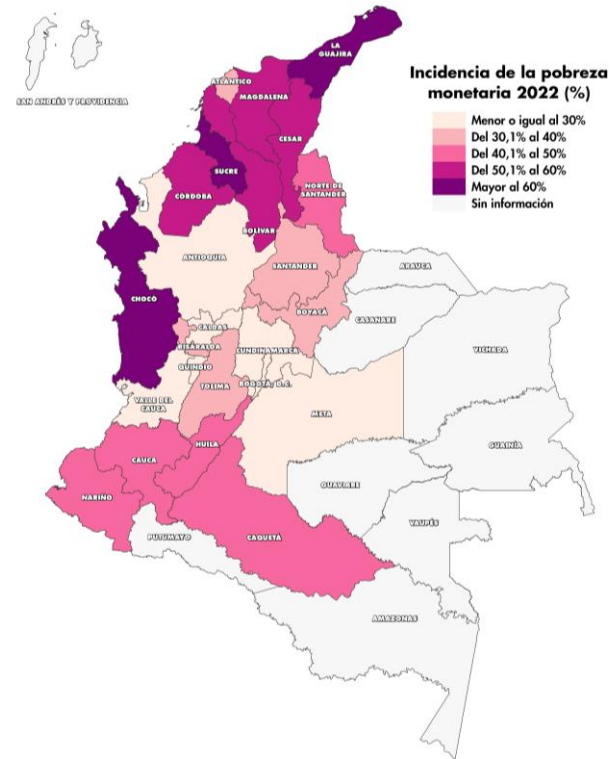 SAN ANDRÉS Y PROVIDENCIA
LA
GUAJIRA
ATLÁNTICO
MAGDALENA
CESAR
Incidencia de la pobreza
monetaria 2022 (%)
Menor o igual al 30%
Del 30,1% al 40%
Del 40,1% al 50%
Del 50,1% al 60%
Mayor al 60%
Sin información
SUCRE
NORTE DE
SANTANDER
CÓRDOBA
BOLÍVAR
ANTIOQUIA
SANTANDER
ARAUCA
CHOCÓ
BOYACÁ
CASANARE
CALDAS
RISARALDA
CUNDINAMARCA
VICHADA
QUINDIO
TOLIMA
BOGOTÁ, D.C.
VALLE DEL
CAUCA
META
GUAINÍA
HUILA
CAUCA
GUAVIARE
NARIÑO
VAUPÉS
PUTUMAYO
CAQUETÁ
AMAZONAS